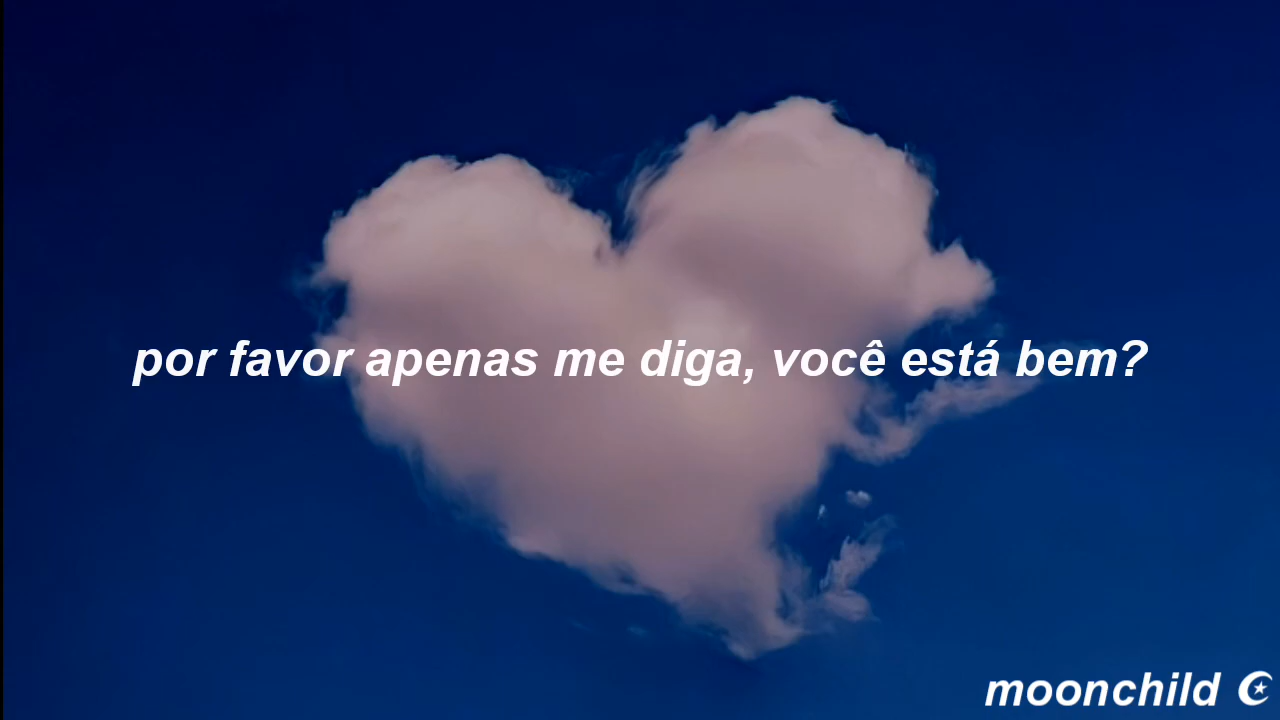 por favor apenas me diga, você está bem?
moonchild ☪